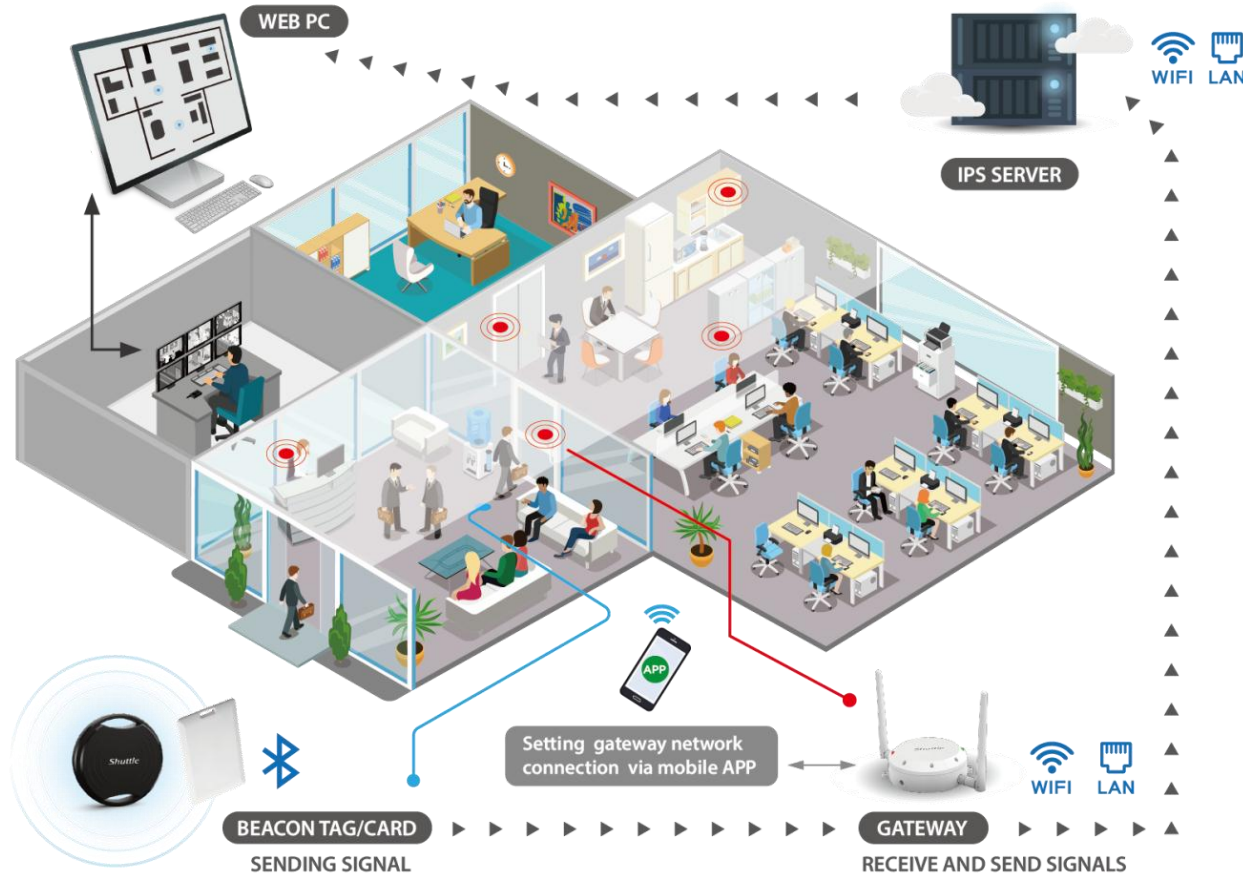 WEB PC
WIFI LAN
IPS SERVER
APP
Shuttle
Setting gateway network
connection via mobile APP
Shuttle
WIFI LAN
BEACON TAG/CARD
GATEWAY
SENDING SIGNAL
RECEIVE AND SEND SIGNALS